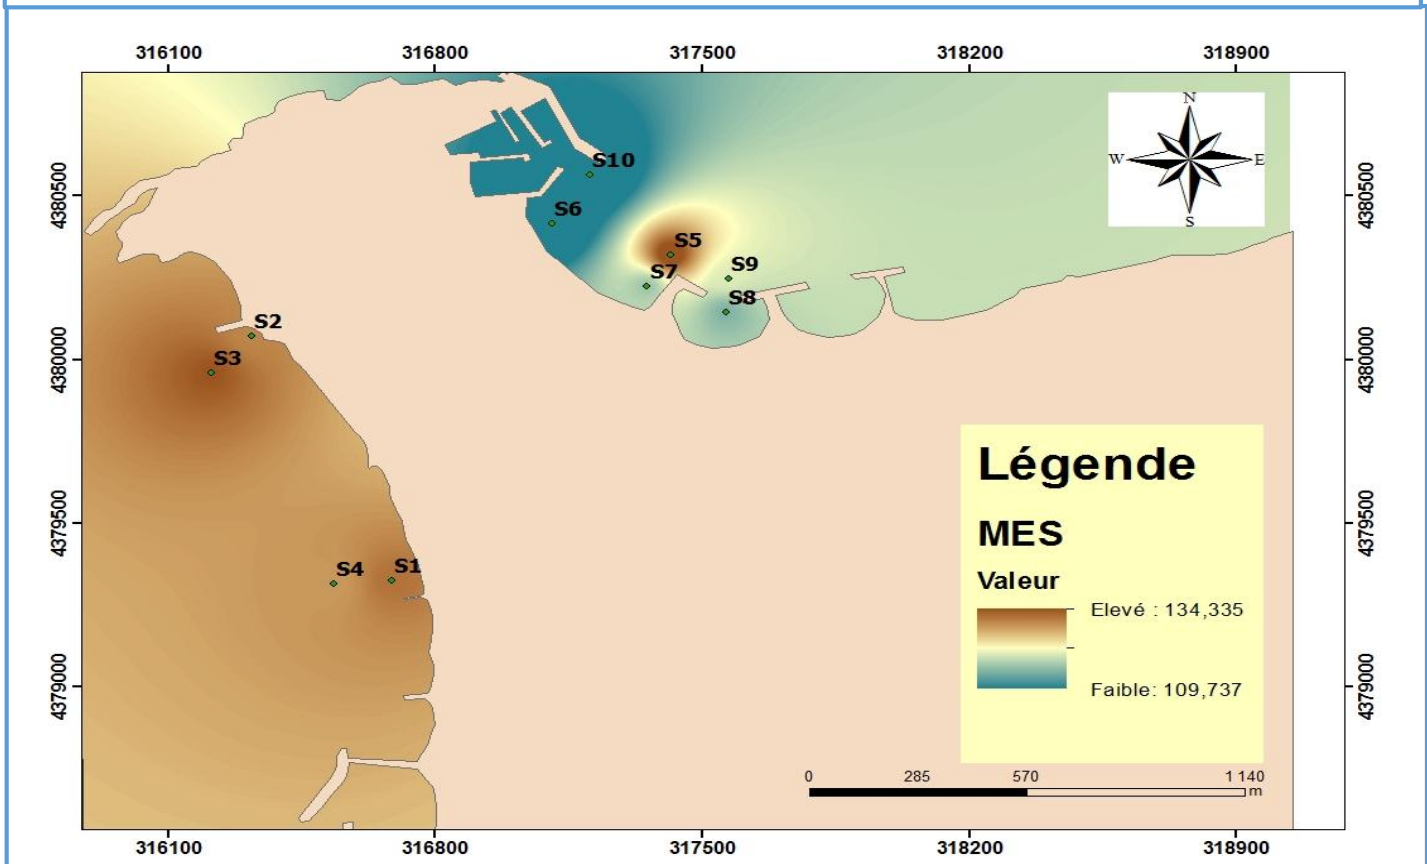 316100 316800 317500 318200 318900
N
W E
S
4380500 4380500
4380000 4380000
4379500 4379500
4379000 4379000
S10
S6
S5
S7 S9
S8
S2
S3
S4 S1
Légende
MES
Valeur
Elevé : 134,335
Faible: 109,737
0 285 570 1 140
m
316100 316800 317500 318200 318900